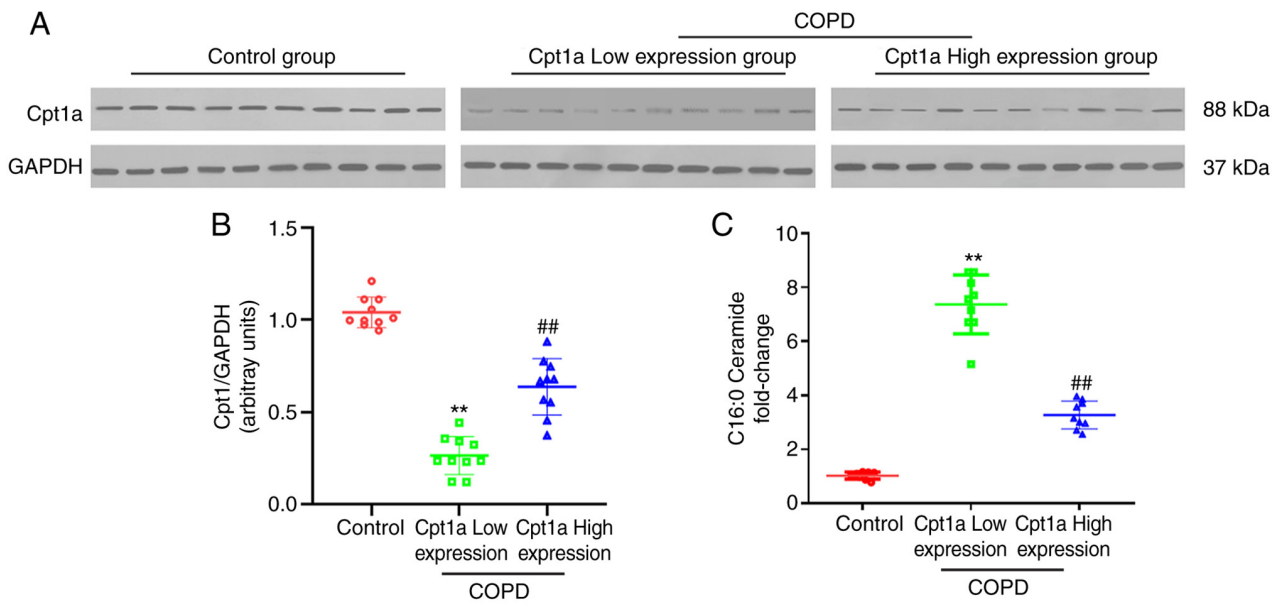 A
COPD
Control group
Cpt1a Low expression group
Cpt1a High expression group
Cpt1a
88 kDa
GAPDH
37 kDa
B
Cpt1/GAPDH
(arbitray units)
1.5
1.0
0.5
0.0
**
##
Control
Cpt1a Low
expression
Cpt1a High
expression
COPD
C
C16:0 Ceramide
fold-change
10
8
6
4
2
0
**
##
Control
Cpt1a Low
expression
Cpt1a High
expression
COPD